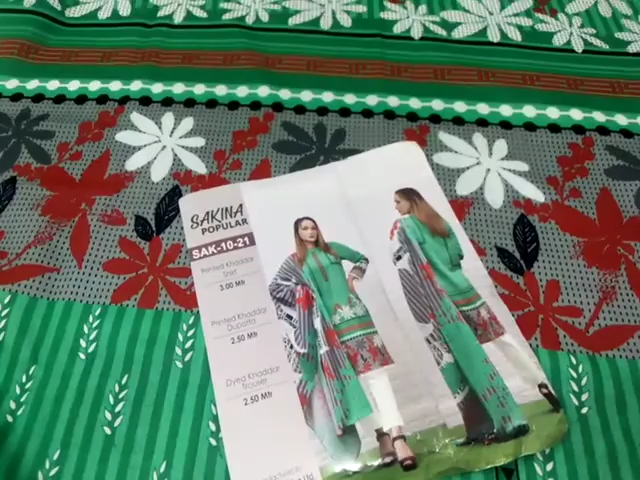 SAKINA
POPULAR
SAK-10-21
Printed Khaddar
Shirt
3.00 Mtr
Printed Khaddar
Dupatta
2.50 Mtr
Dyed Khaddar
Trouser
2.50 Mtr